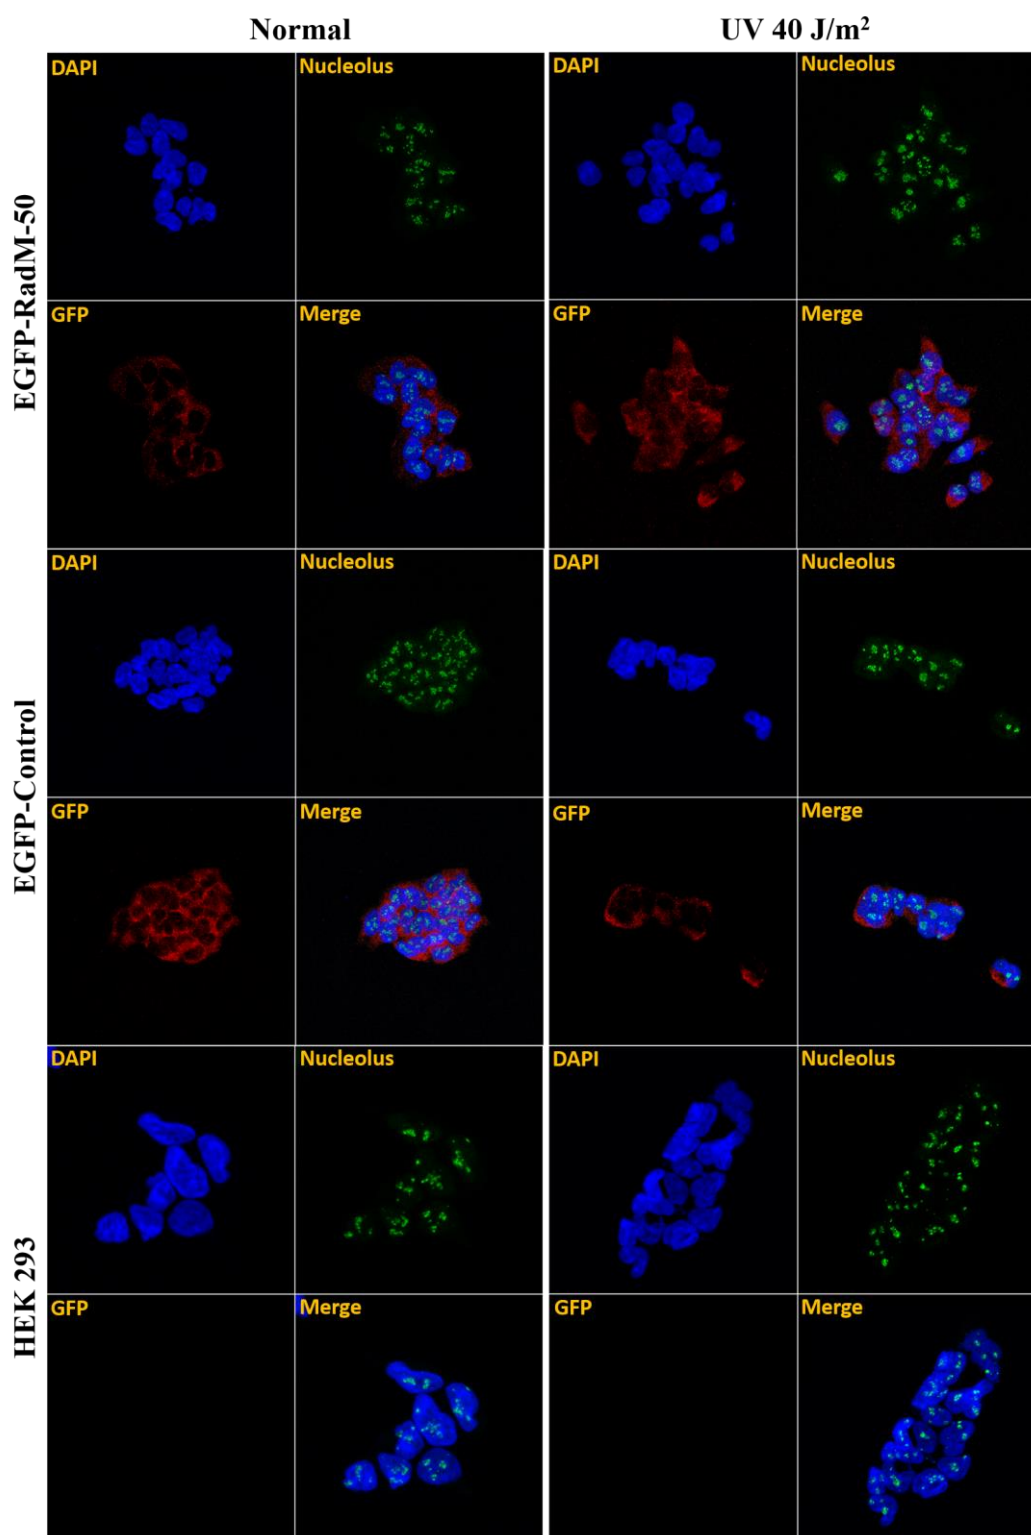 Normal UV 40 J/m²
EGFP-RadM-50
DAPI Nucleolus DAPI Nucleolus
GFP Merge GFP Merge
EGFP-Control
DAPI Nucleolus DAPI Nucleolus
GFP Merge GFP Merge
HEK 293
DAPI Nucleolus DAPI Nucleolus
GFP Merge GFP Merge